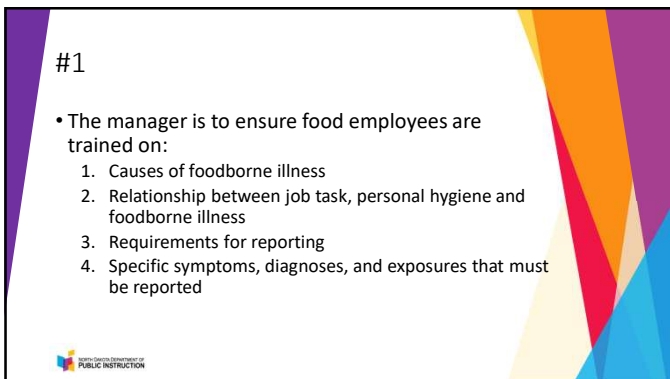 #1
• The manager is to ensure food employees are
trained on:
1. Causes of foodborne illness
2. Relationship between job task, personal hygiene and
foodborne illness
3. Requirements for reporting
4. Specific symptoms, diagnoses, and exposures that must
be reported
NORTH DAKOTA DEPARTMENT OF
PUBLIC INSTRUCTION